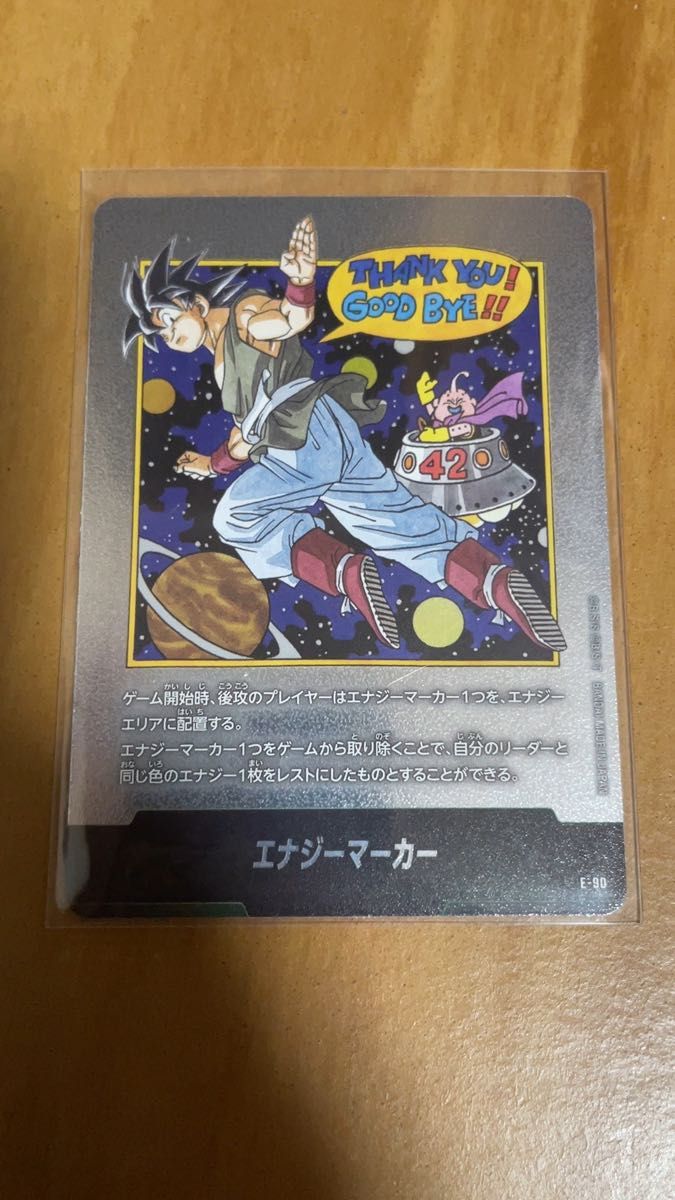 THANK YOU!
GOOD BYE!!
42
ゲーム開始時、後攻のプレイヤーはエナジーマーカー1つを、エナジー
エリアに配置する。
エナジーマーカー1つをゲームから取り除くことで、自分のリーダーと
同じ色のエナジー1枚をレストにしたものとすることができる。
エナジーマーカー
E-90